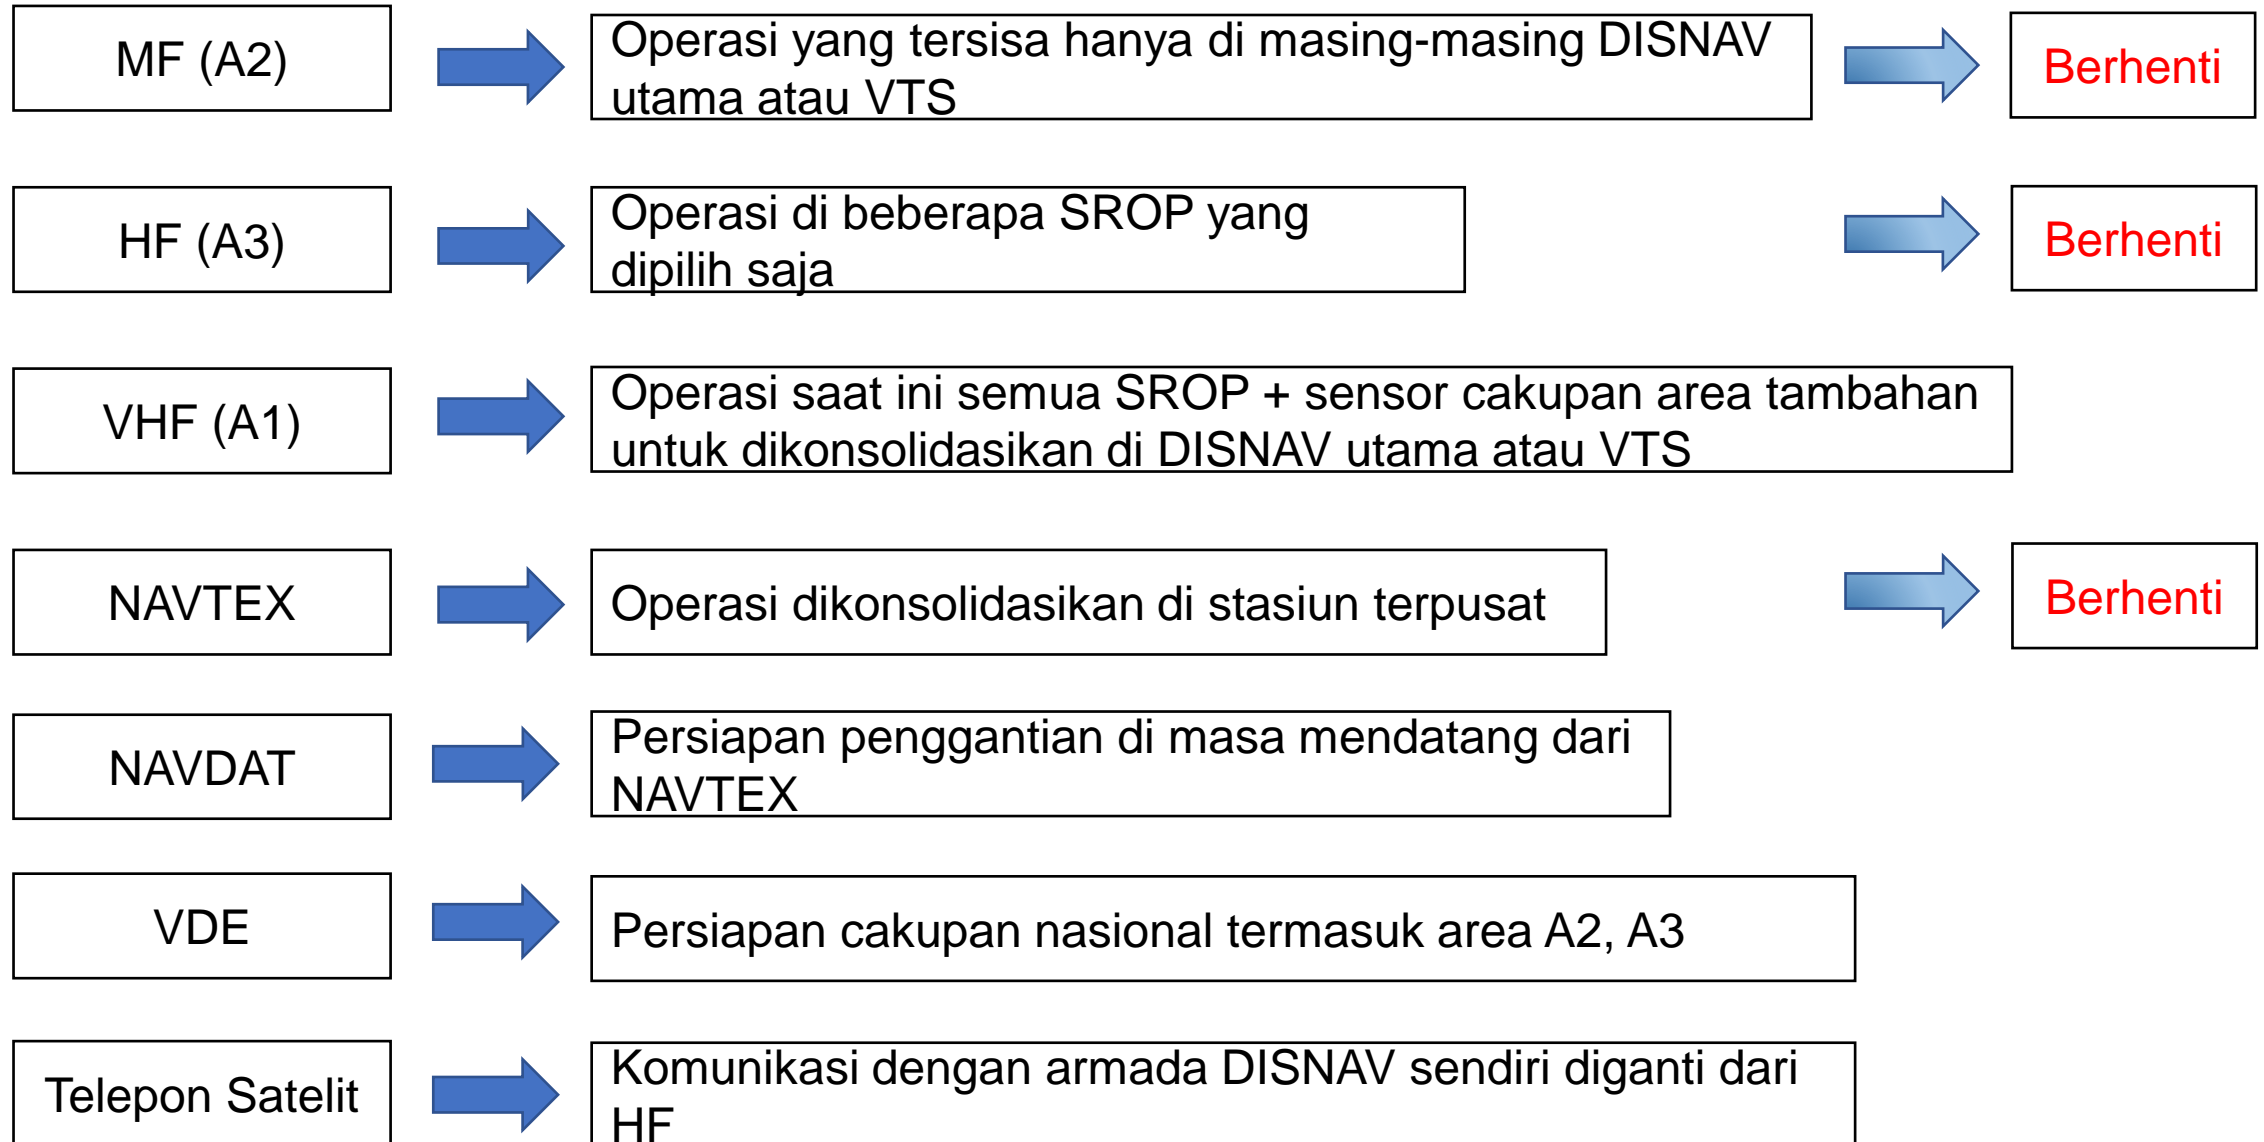 MF (A2)
Operasi yang tersisa hanya di masing-masing DISNAV
utama atau VTS
Berhenti
HF (A3)
Operasi di beberapa SROP yang
dipilih saja
Berhenti
VHF (A1)
Operasi saat ini semua SROP + sensor cakupan area tambahan
untuk dikonsolidasikan di DISNAV utama atau VTS
NAVTEX
Operasi dikonsolidasikan di stasiun terpusat
Berhenti
NAVDAT
Persiapan penggantian di masa mendatang dari
NAVTEX
VDE
Persiapan cakupan nasional termasuk area A2, A3
Telepon Satelit
Komunikasi dengan armada DISNAV sendiri diganti dari
HF